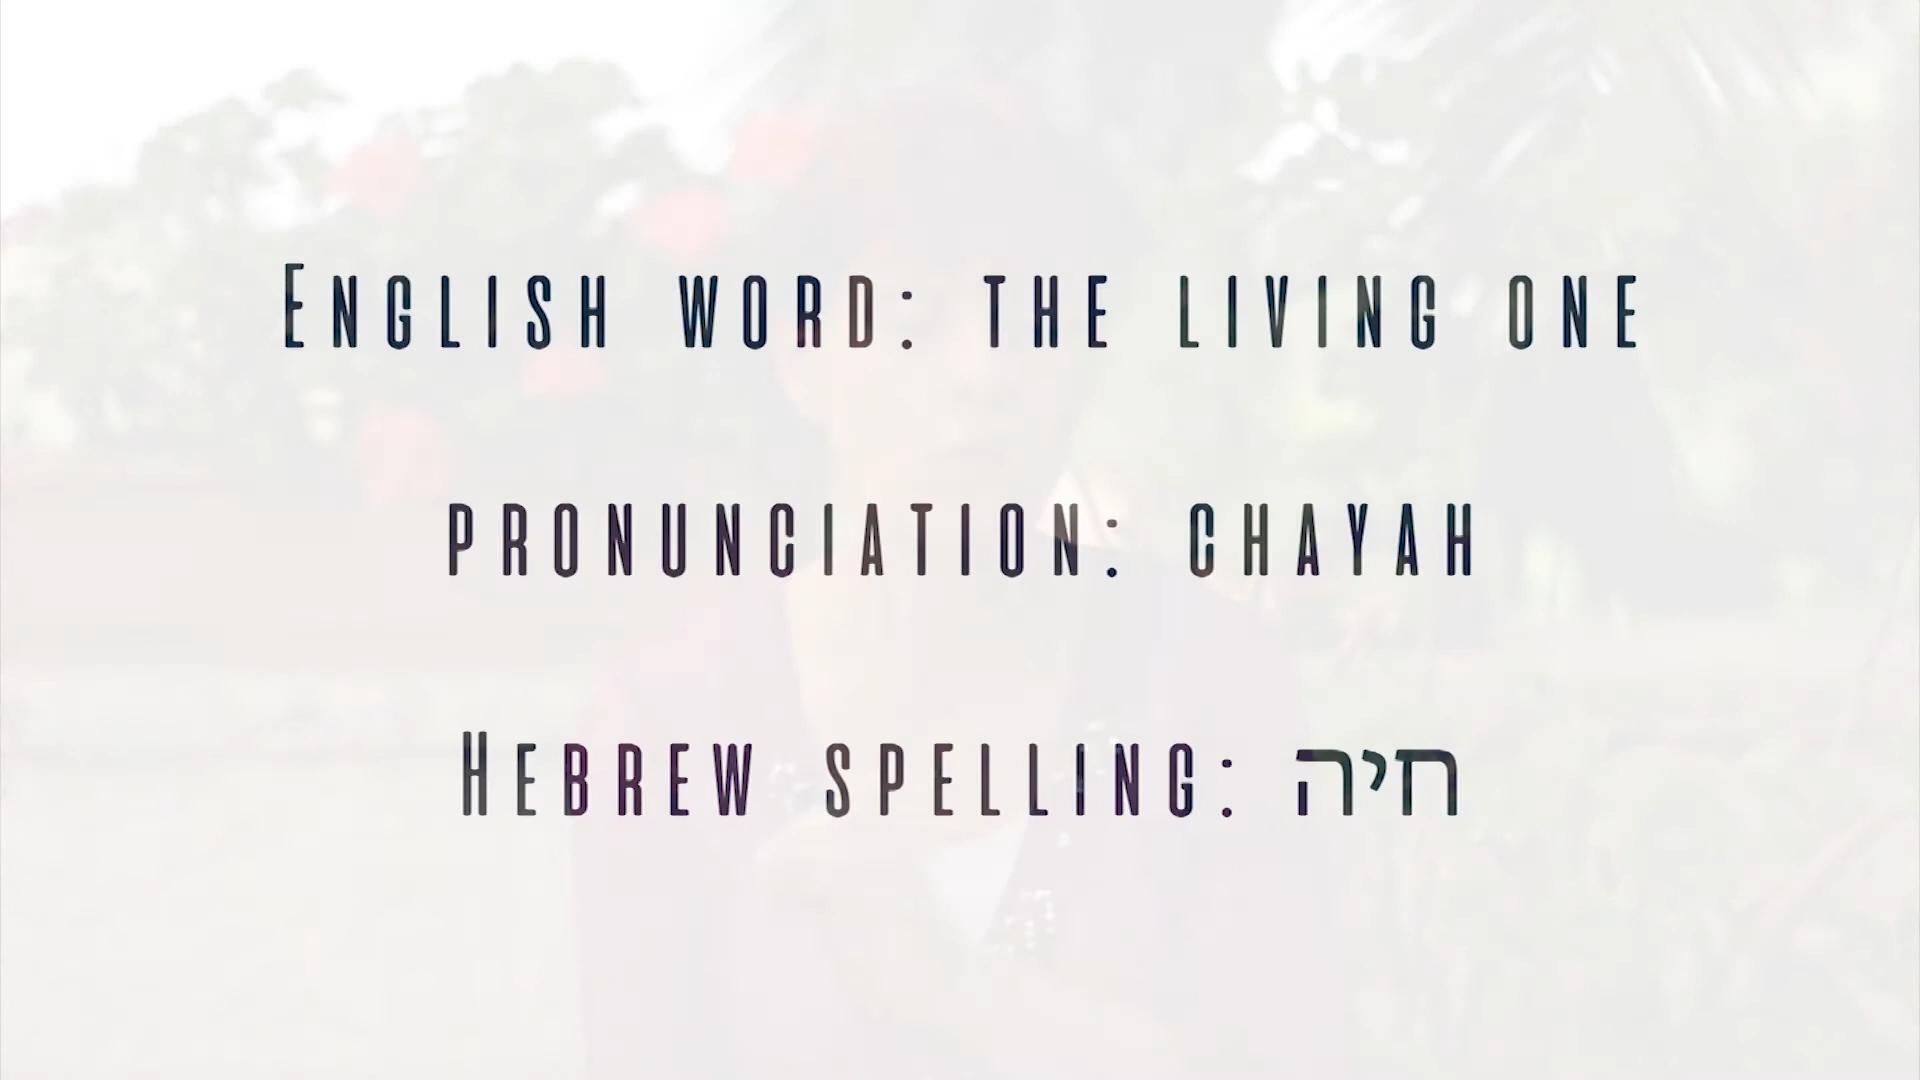 English word: the living one
pronunciation: chayah
Hebrew spelling: חיה